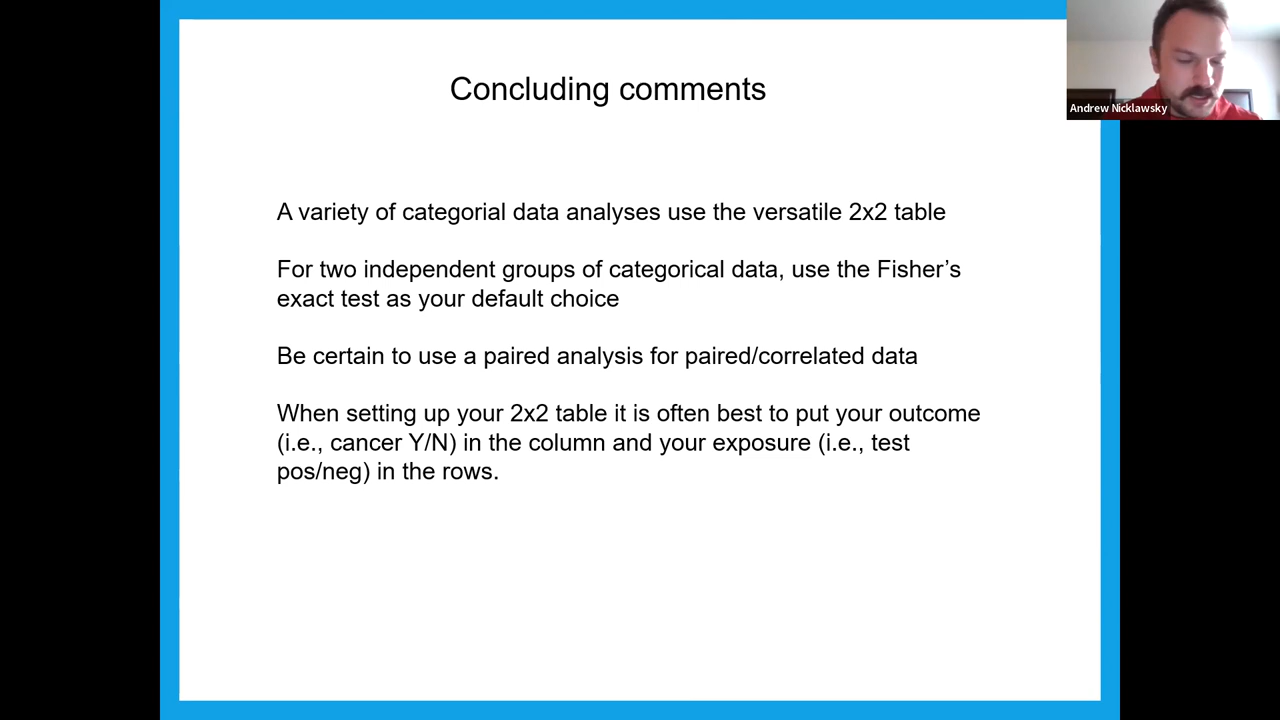 Concluding comments
Andrew Nicklawsky
A variety of categorial data analyses use the versatile 2x2 table
For two independent groups of categorical data, use the Fisher’s
exact test as your default choice
Be certain to use a paired analysis for paired/correlated data
When setting up your 2x2 table it is often best to put your outcome
(i.e., cancer Y/N) in the column and your exposure (i.e., test
pos/neg) in the rows.